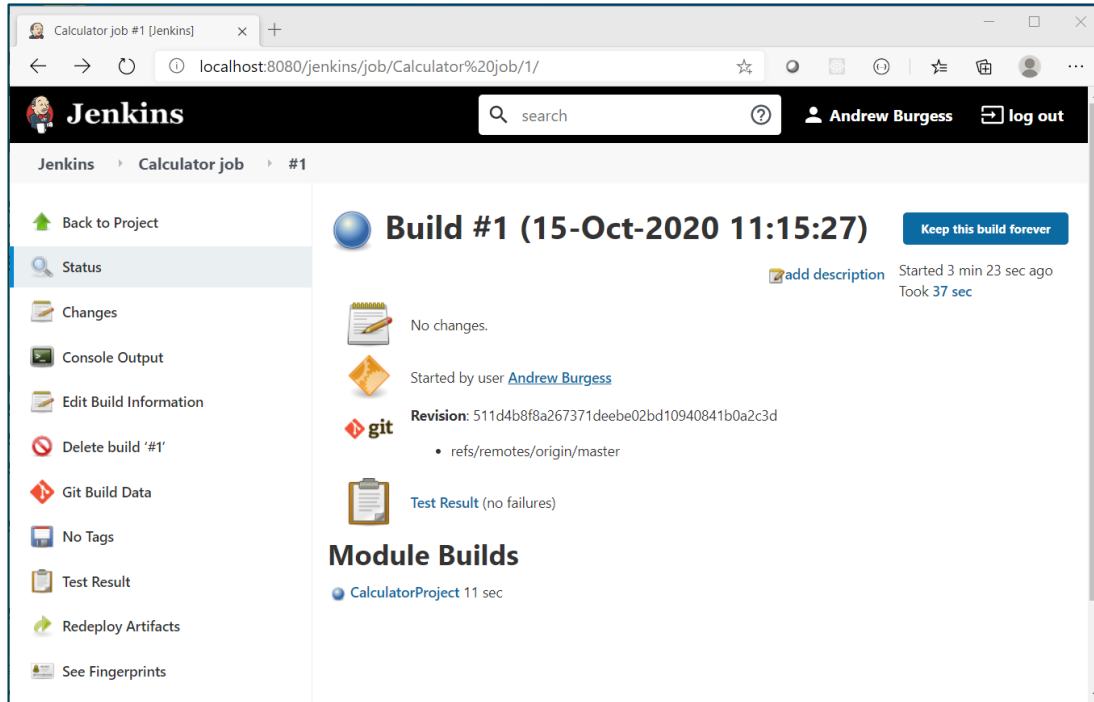 Calculator job #1 [Jenkins]
localhost:8080/jenkins/job/Calculator%20job/1/
Jenkins search Andrew Burgess log out
Jenkins Calculator job #1
Back to Project
Status
Changes
Console Output
Edit Build Information
Delete build ‘#1’
Git Build Data
No Tags
Test Result
Redeploy Artifacts
See Fingerprints
Build #1 (15-Oct-2020 11:15:27)
Keep this build forever
add description
Started 3 min 23 sec ago
Took 37 sec
No changes.
Started by user Andrew Burgess
git
Revision: 511d4b8f8a267371deebe02bd10940841b0a2c3d
• refs/remotes/origin/master
Test Result (no failures)
Module Builds
CalculatorProject 11 sec